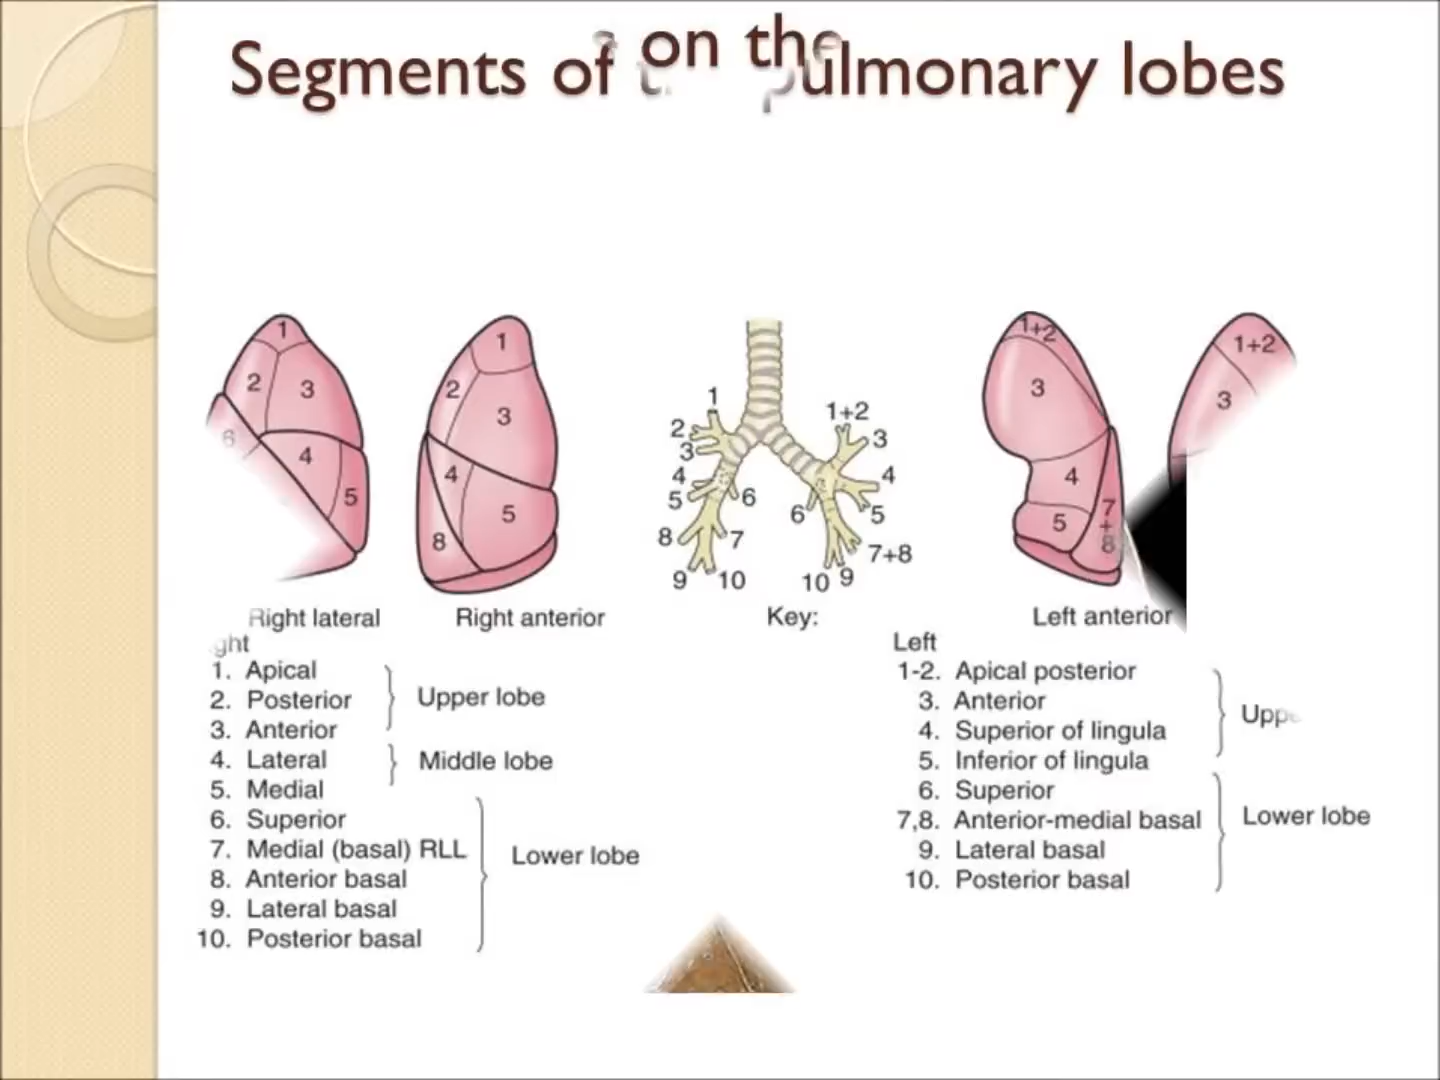 Segments of on the pulmonary lobes
1
2
3
6
4
5
1
2
3
4
5
8
1
2
3
4
5
6
8
7
9
10
1+2
3
4
6
5
7+8
10
9
1+2
3
4
5
7
+
8
1+2
3
Right lateral
Right anterior
Key:
Left anterior
ght
1. Apical
2. Posterior
3. Anterior
Upper lobe
4. Lateral
5. Medial
Middle lobe
6. Superior
7. Medial (basal) RLL
8. Anterior basal
9. Lateral basal
10. Posterior basal
Lower lobe
Left
1-2. Apical posterior
3. Anterior
4. Superior of lingula
5. Inferior of lingula
Upp
6. Superior
7,8. Anterior-medial basal
9. Lateral basal
10. Posterior basal
Lower lobe